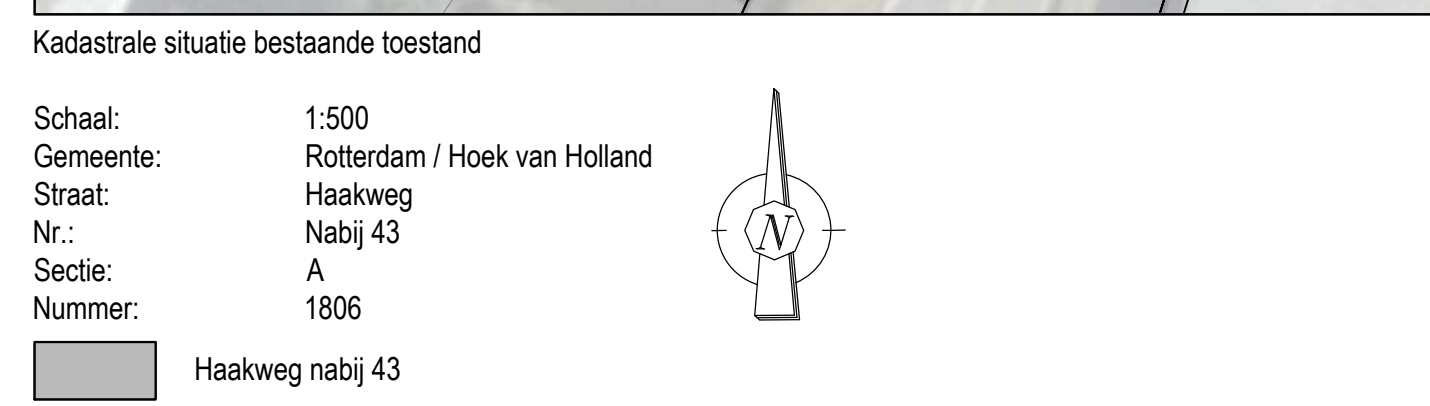 Kadastrale situatie bestaande toestand
Schaal: 1:500
Gemeente: Rotterdam / Hoek van Holland
Straat: Haakweg
Nr.: Nabij 43
Sectie: A
Nummer: 1806
N
Haakweg nabij 43